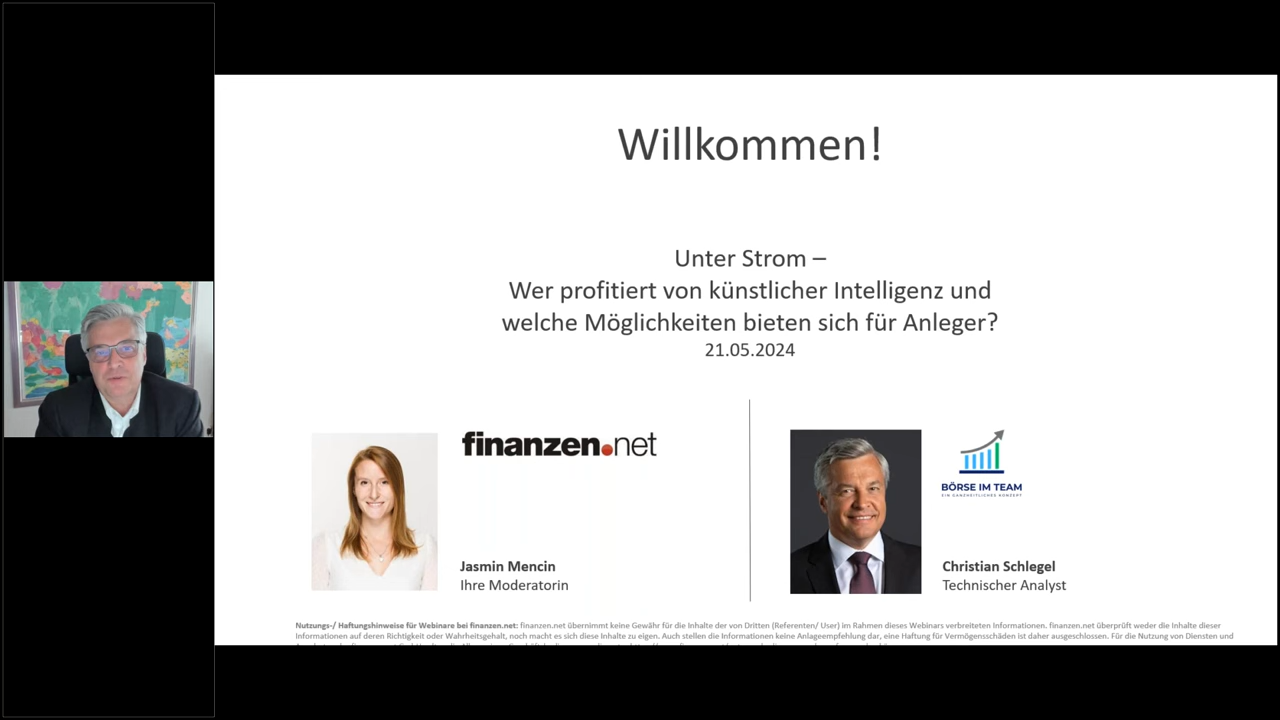 Willkommen!
Unter Strom –
Wer profitiert von künstlicher Intelligenz und
welche Möglichkeiten bieten sich für Anleger?
21.05.2024
finanzen.net
Jasmin Mencin
Ihre Moderatorin
BÖRSE IM TEAM
EIN GANZHEITLICHES KONZEPT
Christian Schlegel
Technischer Analyst
Nutzungs-/ Haftungshinweise für Webinare bei finanzen.net: finanzen.net übernimmt keine Gewähr für die Inhalte der von Dritten (Referenten/ User) im Rahmen dieses Webinars verbreiteten Informationen. finanzen.net überprüft weder die Inhalte dieser
Informationen auf deren Richtigkeit oder Wahrheitsgehalt, noch macht es sich diese Inhalte zu eigen. Auch stellen die Informationen keine Anlageempfehlung dar, eine Haftung für Vermögensschäden ist daher ausgeschlossen. Für die Nutzung von Diensten und